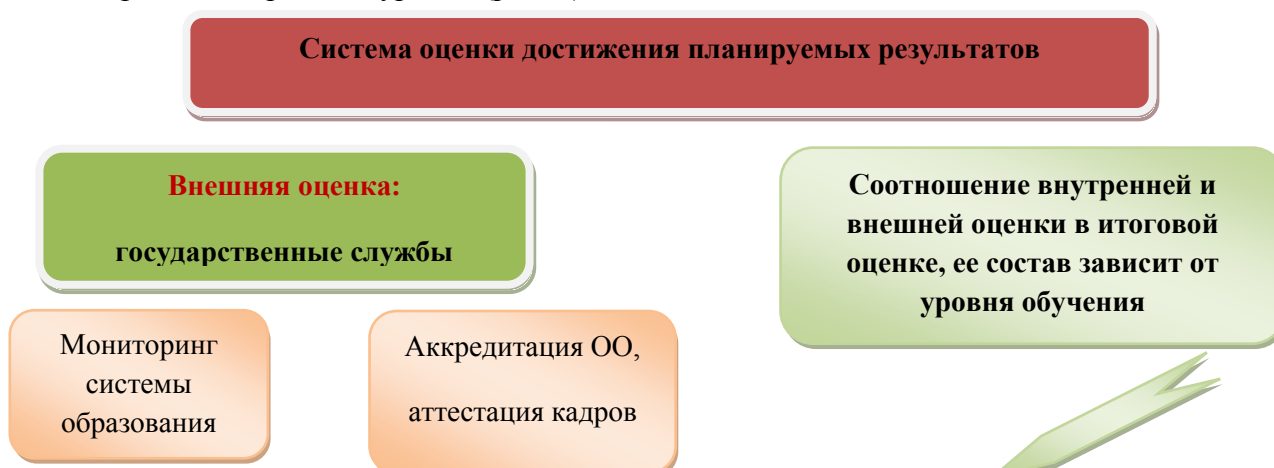 Система оценки достижения планируемых результатов
Внешняя оценка:
государственные службы
Соотношение внутренней и
внешней оценки в итоговой
оценке, ее состав зависит от
уровня обучения
Мониторинг
системы
образования
Аккредитация ОО,
аттестация кадров